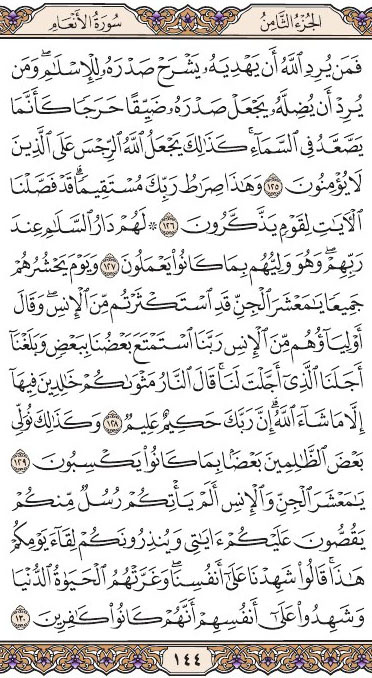 الجزء الثامن سورة الأنعام
فَمَن يُرِدِ ٱللَّهُ أَن يَهْدِيَهُۥ يَشْرَحْ صَدْرَهُۥ لِلْإِسْلَٰمِ ۖ وَمَن
يُرِدْ أَن يُضِلَّهُۥ يَجْعَلْ صَدْرَهُۥ ضَيِّقًا حَرَجًا كَأَنَّمَا
يَصَّعَّدُ فِى ٱلسَّمَآءِ ۚ كَذَٰلِكَ يَجْعَلُ ٱللَّهُ ٱلرِّجْسَ عَلَى ٱلَّذِينَ
لَا يُؤْمِنُونَ ١٢٥ وَهَٰذَا صِرَٰطُ رَبِّكَ مُسْتَقِيمًا ۗ قَدْ فَصَّلْنَا
ٱلْءَايَٰتِ لِقَوْمٍ يَذَّكَّرُونَ ١٢٦ ۞ لَهُمْ دَارُ ٱلسَّلَٰمِ عِندَ
رَبِّهِمْ ۖ وَهُوَ وَلِيُّهُم بِمَا كَانُوا۟ يَعْمَلُونَ ١٢٧ وَيَوْمَ يَحْشُرُهُمْ
جَمِيعًا يَٰمَعْشَرَ ٱلْجِنِّ قَدِ ٱسْتَكْثَرْتُم مِّنَ ٱلْإِنسِ ۖ وَقَالَ
أَوْلِيَآؤُهُم مِّنَ ٱلْإِنسِ رَبَّنَا ٱسْتَمْتَعَ بَعْضُنَا بِبَعْضٍ وَبَلَغْنَآ
أَجَلَنَا ٱلَّذِىٓ أَجَّلْتَ لَنَا ۚ قَالَ ٱلنَّارُ مَثْوَىٰكُمْ خَٰلِدِينَ فِيهَآ
إِلَّا مَا شَآءَ ٱللَّهُ ۗ إِنَّ رَبَّكَ حَكِيمٌ عَلِيمٌ ١٢٨ وَكَذَٰلِكَ نُوَلِّى
بَعْضَ ٱلظَّٰلِمِينَ بَعْضًۢا بِمَا كَانُوا۟ يَكْسِبُونَ ١٢٩
يَٰمَعْشَرَ ٱلْجِنِّ وَٱلْإِنسِ أَلَمْ يَأْتِكُمْ رُسُلٌ مِّنكُمْ
يَقُصُّونَ عَلَيْكُمْ ءَايَٰتِى وَيُنذِرُونَكُمْ لِقَآءَ يَوْمِكُمْ
هَٰذَا ۚ قَالُوا۟ شَهِدْنَا عَلَىٰٓ أَنفُسِنَا ۖ وَغَرَّتْهُمُ ٱلْحَيَوٰةُ ٱلدُّنْيَا
وَشَهِدُوا۟ عَلَىٰٓ أَنفُسِهِمْ أَنَّهُمْ كَانُوا۟ كَٰفِرِينَ ١٣٠
١٤٤